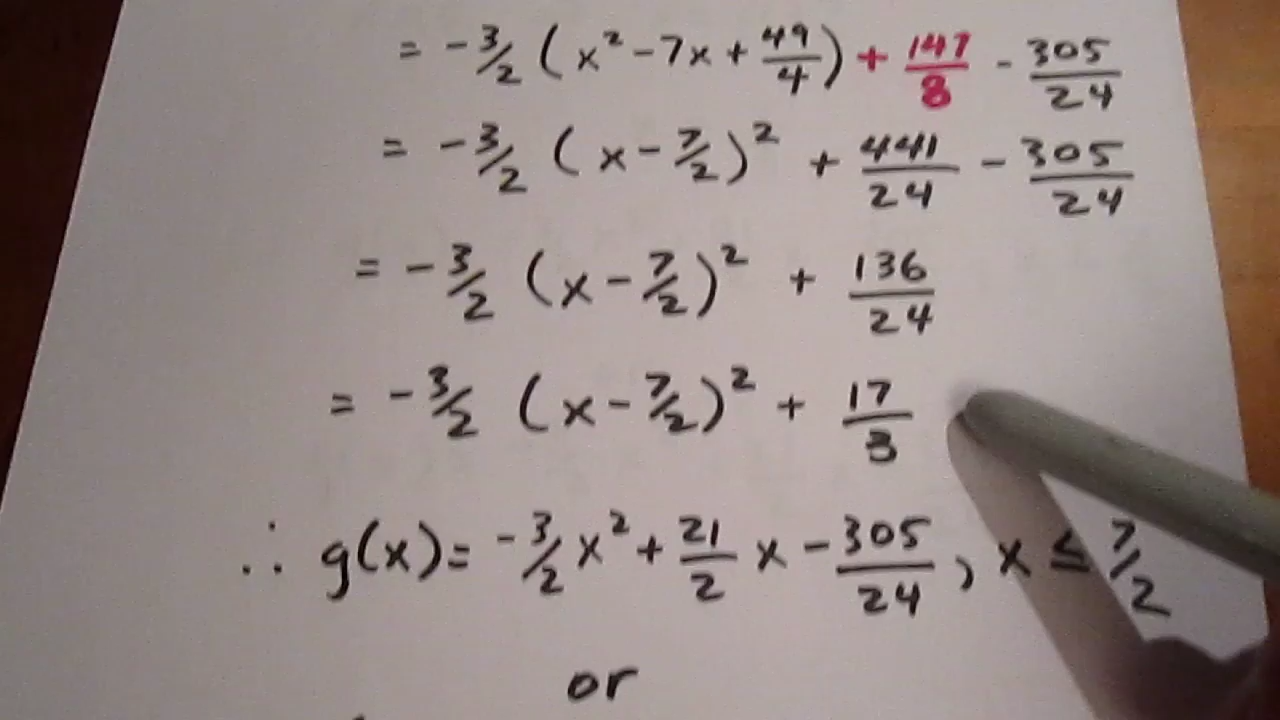 = -3/2 (x² - 7x + 49/4) + 147/8 - 305/24
= -3/2 (x - 7/2)² + 441/24 - 305/24
= -3/2 (x - 7/2)² + 136/24
= -3/2 (x - 7/2)² + 17/3
∴ g(x) = -3/2 x² + 21/2 x - 305/24, x ≤ 7/2
or